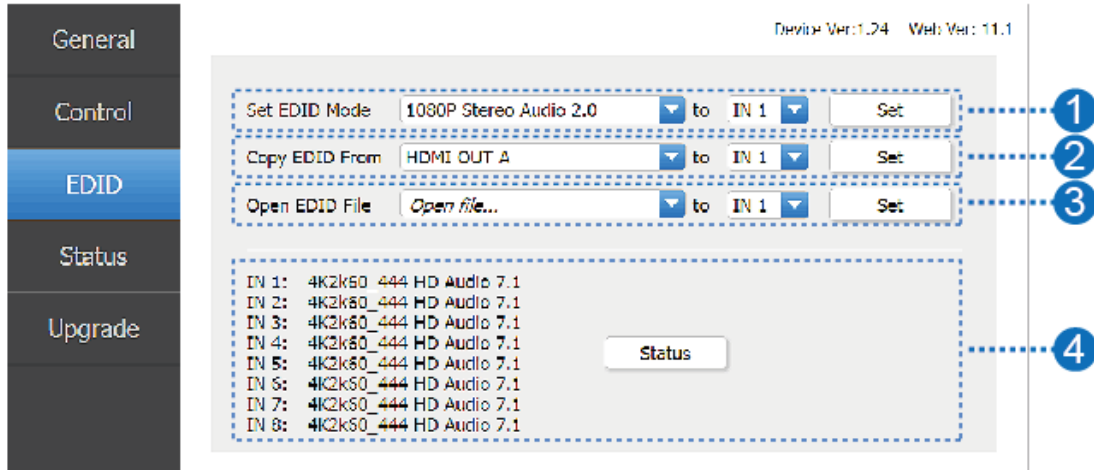 Device Ver:1.24 Web Ver: 11.1
General
Control
EDID
Status
Upgrade
Set EDID Mode 1080P Stereo Audio 2.0 to IN 1 Set 1
Copy EDID From HDMI OUT A to IN 1 Set 2
Open EDID File Open file... to IN 1 Set 3
IN 1: 4K2K60_444 HD Audio 7.1
IN 2: 4K2K60_444 HD Audio 7.1
IN 3: 4K2K60_444 HD Audio 7.1
IN 4: 4K2K60_444 HD Audio 7.1
IN 5: 4K2K60_444 HD Audio 7.1
IN 6: 4K2K60_444 HD Audio 7.1
IN 7: 4K2K60_444 HD Audio 7.1
IN 8: 4K2K60_444 HD Audio 7.1
Status 4